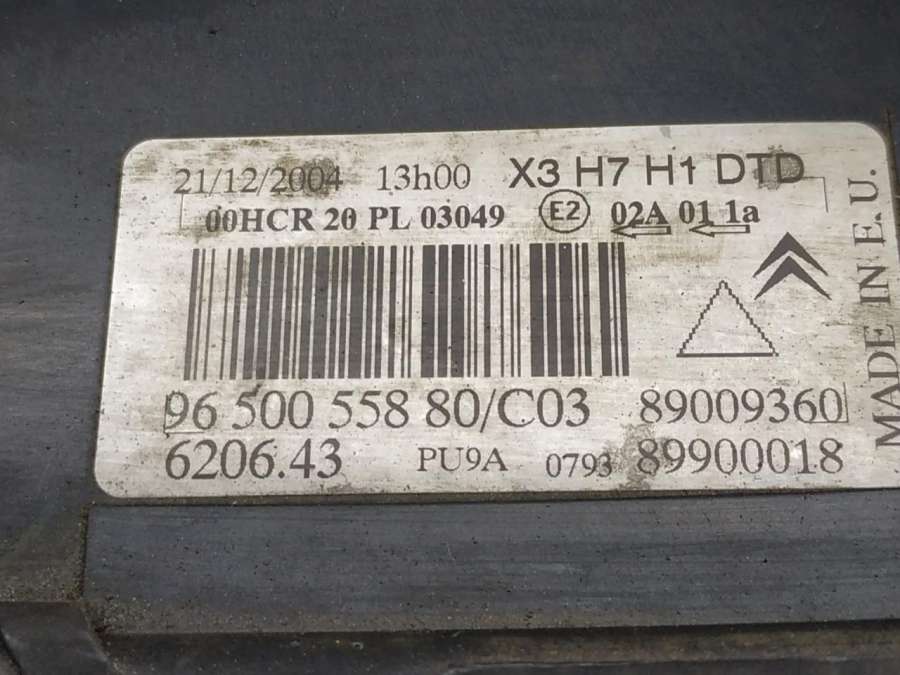 21/12/2004 13h00 X3 H7 H1 DTD
00HCR 20 PL 03049 E2 02A 01 1a
96 500 558 80/C03 89009360
6206.43 PU9A 0793 89900018
MADE IN E.U.